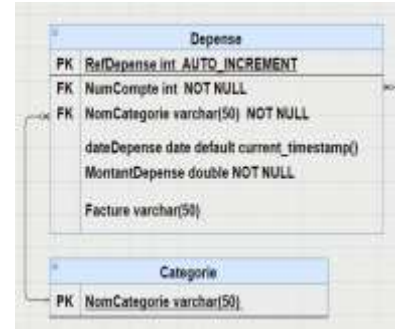 Depense
PK RefDepense int AUTO_INCREMENT
FK NumCompte int NOT NULL
FK NomCategorie varchar(50) NOT NULL
dateDepense date default current_timestamp()
MontantDepense double NOT NULL
Facture varchar(50)
Categorie
PK NomCategorie varchar(50)